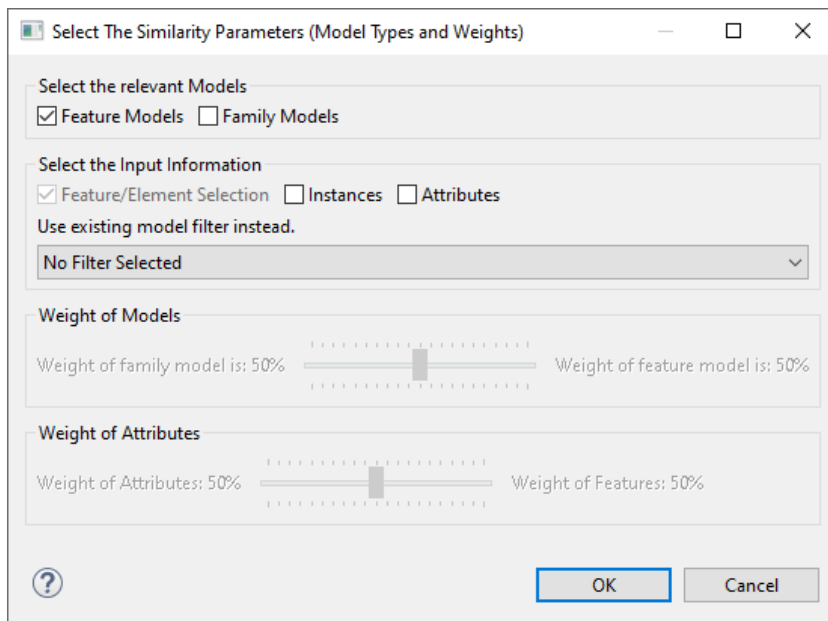 Select The Similarity Parameters (Model Types and Weights)
Select the relevant Models
Feature Models Family Models
Select the Input Information
Feature/Element Selection Instances Attributes
Use existing model filter instead.
No Filter Selected
Weight of Models
Weight of family model is: 50% Weight of feature model is: 50%
Weight of Attributes
Weight of Attributes: 50% Weight of Features: 50%
? OK Cancel